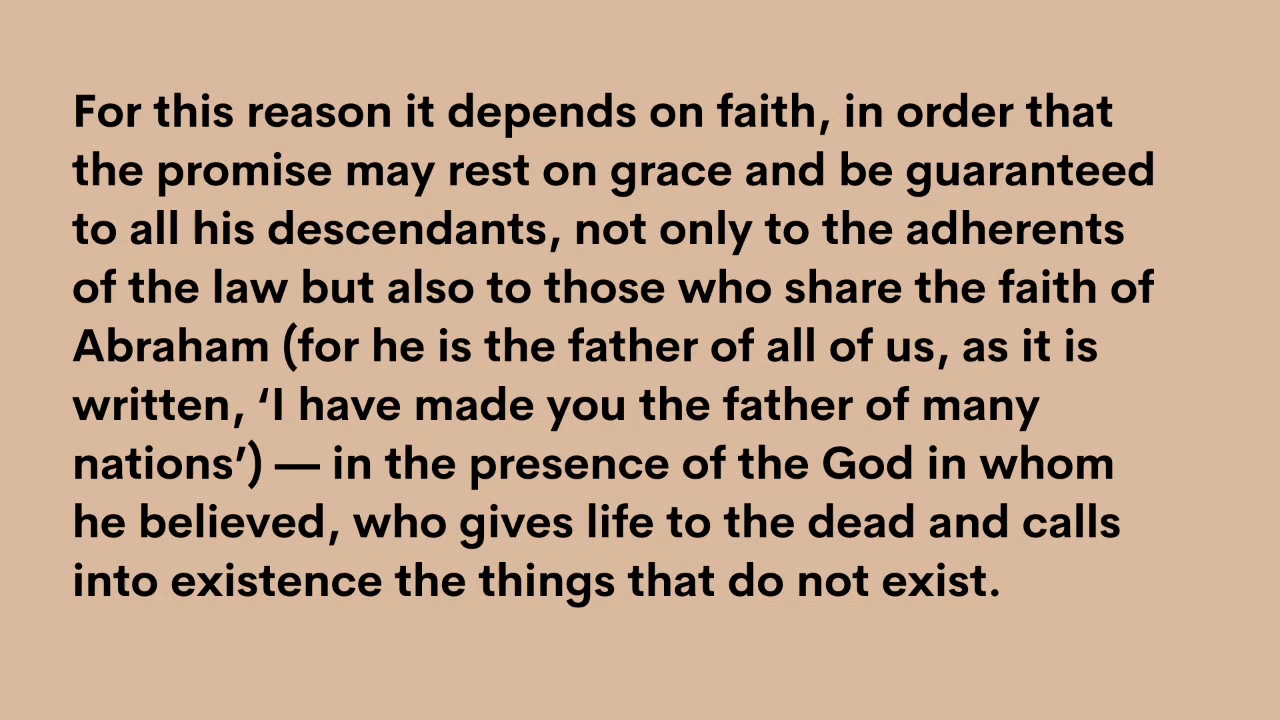 For this reason it depends on faith, in order that
the promise may rest on grace and be guaranteed
to all his descendants, not only to the adherents
of the law but also to those who share the faith of
Abraham (for he is the father of all of us, as it is
written, ‘I have made you the father of many
nations’) — in the presence of the God in whom
he believed, who gives life to the dead and calls
into existence the things that do not exist.